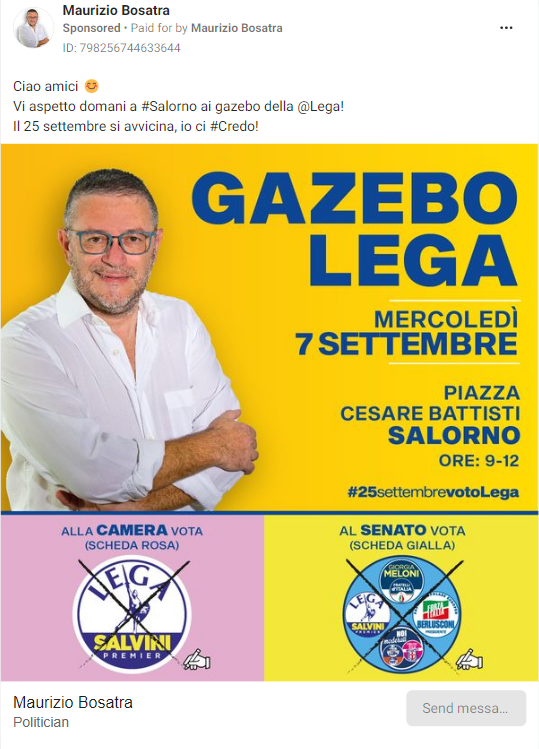 Maurizio Bosatra
Sponsored • Paid for by Maurizio Bosatra
ID: 798256744633644
Ciao amici 😊
Vi aspetto domani a #Salorno ai gazebo della @Lega!
Il 25 settembre si avvicina, io ci #Credo!
GAZEBO
LEGA
MERCOLEDÌ
7 SETTEMBRE
PIAZZA
CESARE BATTISTI
SALORNO
ORE: 9-12
#25settembrevotoLega
ALLA CAMERA VOTA
(SCHEDA ROSA)
LEGA
SALVINI
PREMIER
AL SENATO VOTA
(SCHEDA GIALLA)
GIORGIA
MELONI
FRATELLI
D'ITALIA
LEGA
SALVINI
PREMIER
FORZA
ITALIA
BERLUSCONI
PRESIDENTE
NOI
moderati
Maurizio Bosatra
Politician
Send messa...